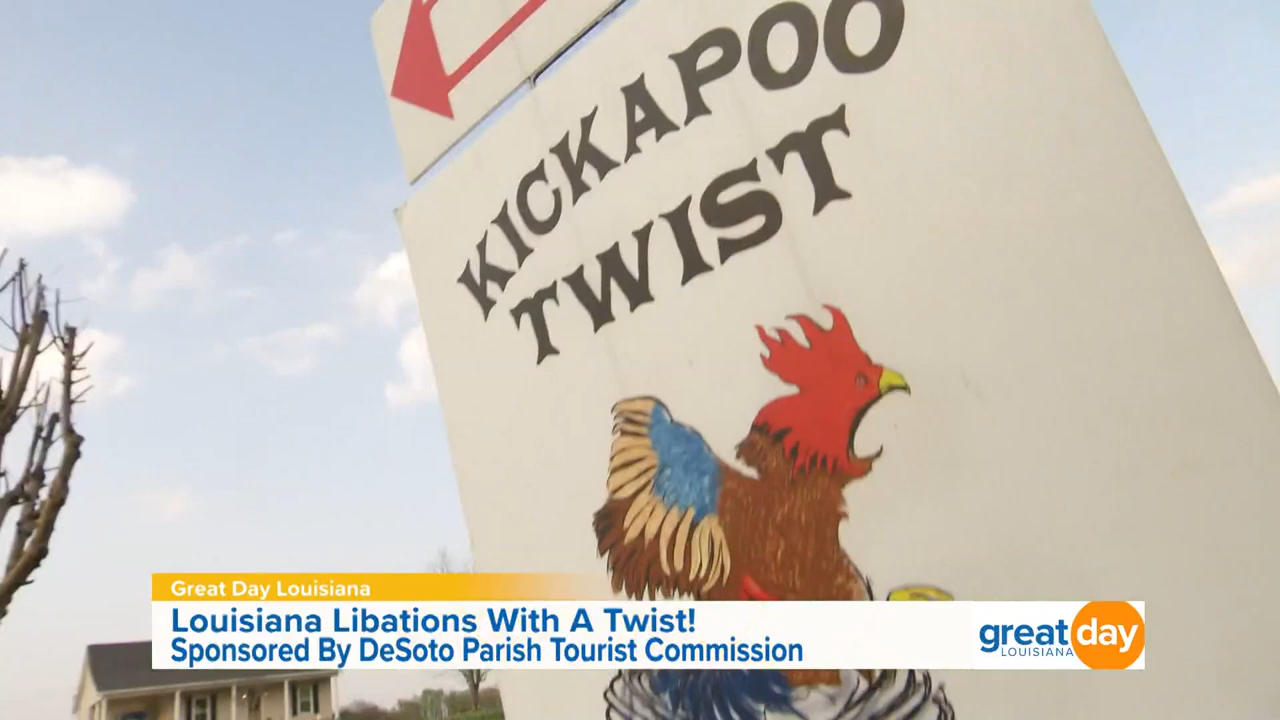 KICKAPOO
TWIST
Great Day Louisiana
Louisiana Libations With A Twist!
Sponsored By DeSoto Parish Tourist Commission
great day
LOUISIANA